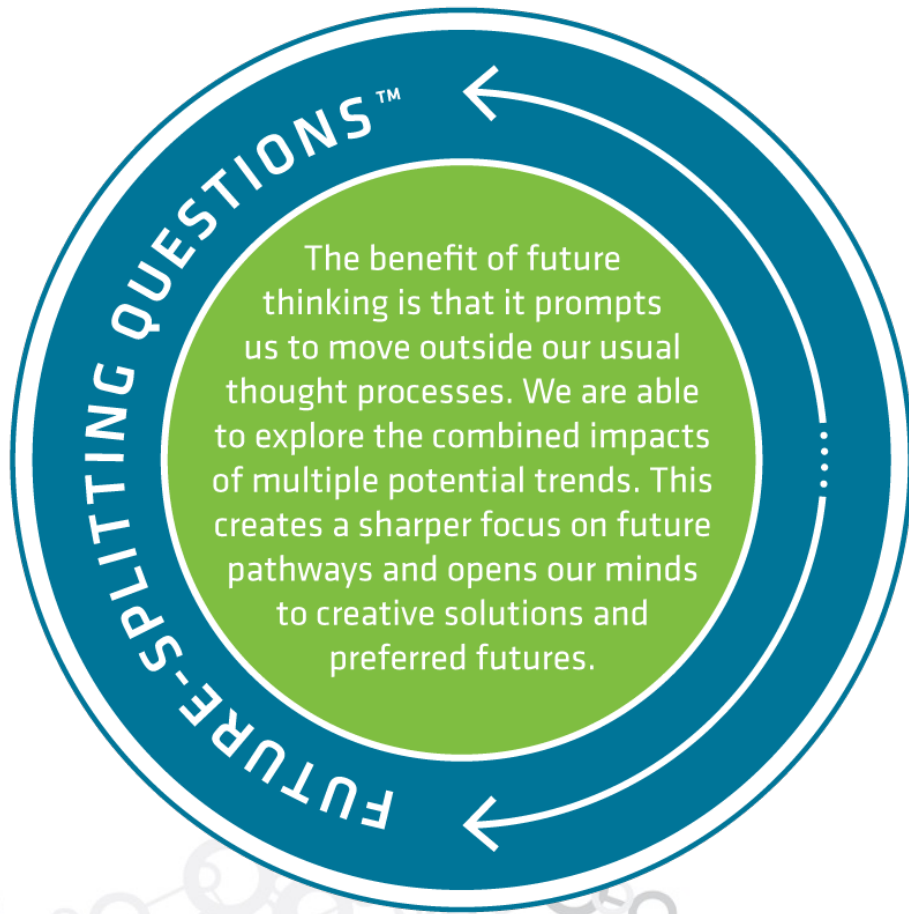 FUTURE-SPLITTING QUESTIONS™
The benefit of future
thinking is that it prompts
us to move outside our usual
thought processes. We are able
to explore the combined impacts
of multiple potential trends. This
creates a sharper focus on future
pathways and opens our minds
to creative solutions and
preferred futures.